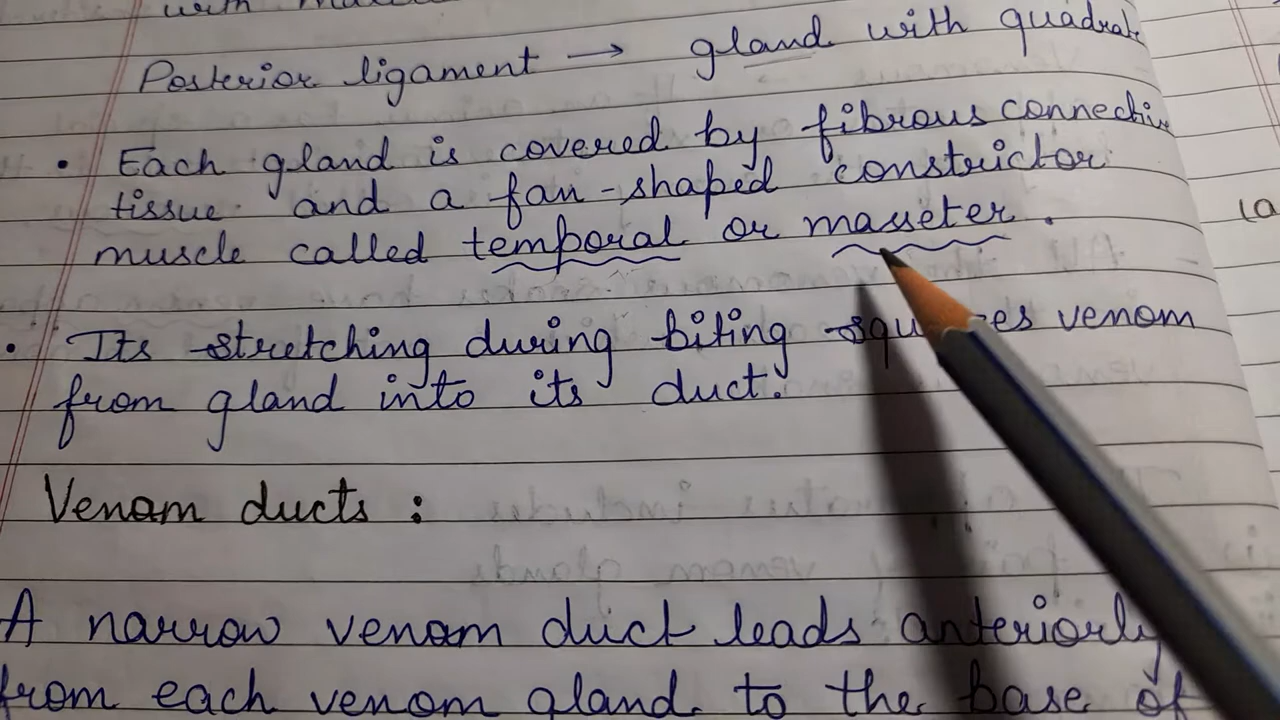 with
Posterior ligament → gland with quadrate
• Each gland is covered by fibrous connective
tissue and a fan-shaped constrictor
muscle called temporal or masseter.
• Its stretching during biting venom
from gland into its duct.
Venom ducts :
A narrow venom duct leads anteriorly
from each venom gland to the base of